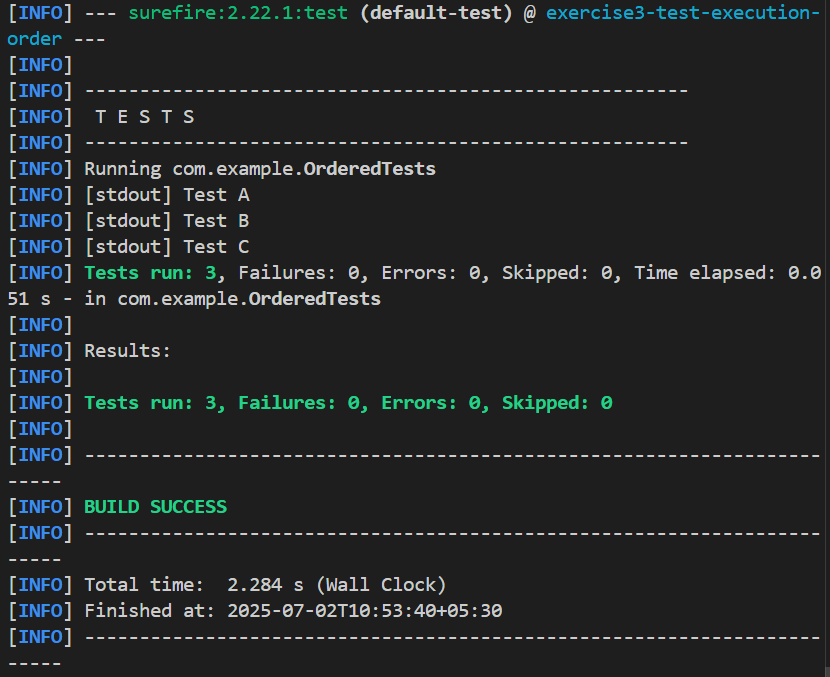 [INFO] --- surefire:2.22.1:test (default-test) @ exercise3-test-execution-
order ---
[INFO]
[INFO] -------------------------------------------------------
[INFO]  T E S T S
[INFO] -------------------------------------------------------
[INFO] Running com.example.OrderedTests
[INFO] [stdout] Test A
[INFO] [stdout] Test B
[INFO] [stdout] Test C
[INFO] Tests run: 3, Failures: 0, Errors: 0, Skipped: 0, Time elapsed: 0.0
51 s - in com.example.OrderedTests
[INFO]
[INFO] Results:
[INFO]
[INFO] Tests run: 3, Failures: 0, Errors: 0, Skipped: 0
[INFO]
[INFO] -------------------------------------------------------------------
-----
[INFO] BUILD SUCCESS
[INFO] -------------------------------------------------------------------
-----
[INFO] Total time:  2.284 s (Wall Clock)
[INFO] Finished at: 2025-07-02T10:53:40+05:30
[INFO] -------------------------------------------------------------------
-----